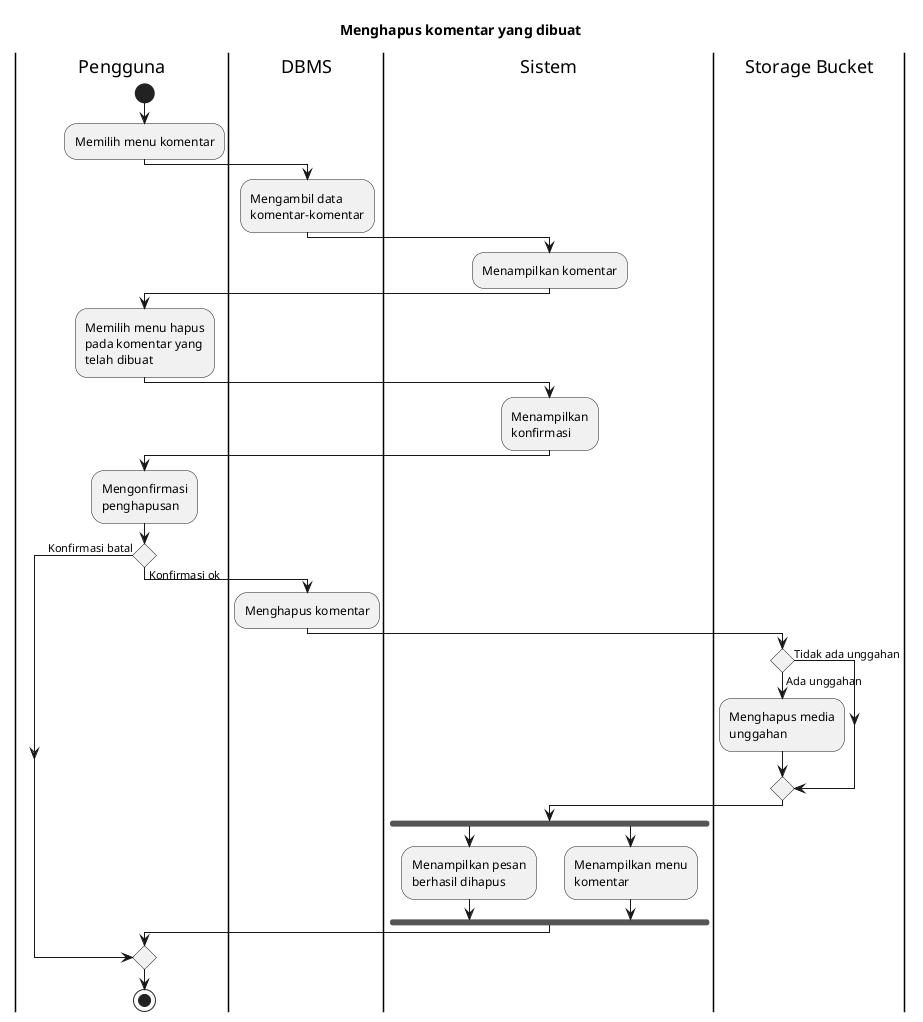 Menghapus komentar yang dibuat
Pengguna
DBMS
Sistem
Storage Bucket
Memilih menu komentar
Mengambil data
komentar-komentar
Menampilkan komentar
Memilih menu hapus
pada komentar yang
telah dibuat
Menampilkan
konfirmasi
Mengonfirmasi
penghapusan
Konfirmasi batal
Konfirmasi ok
Menghapus komentar
Tidak ada unggahan
Ada unggahan
Menghapus media
unggahan
Menampilkan pesan
berhasil dihapus
Menampilkan menu
komentar